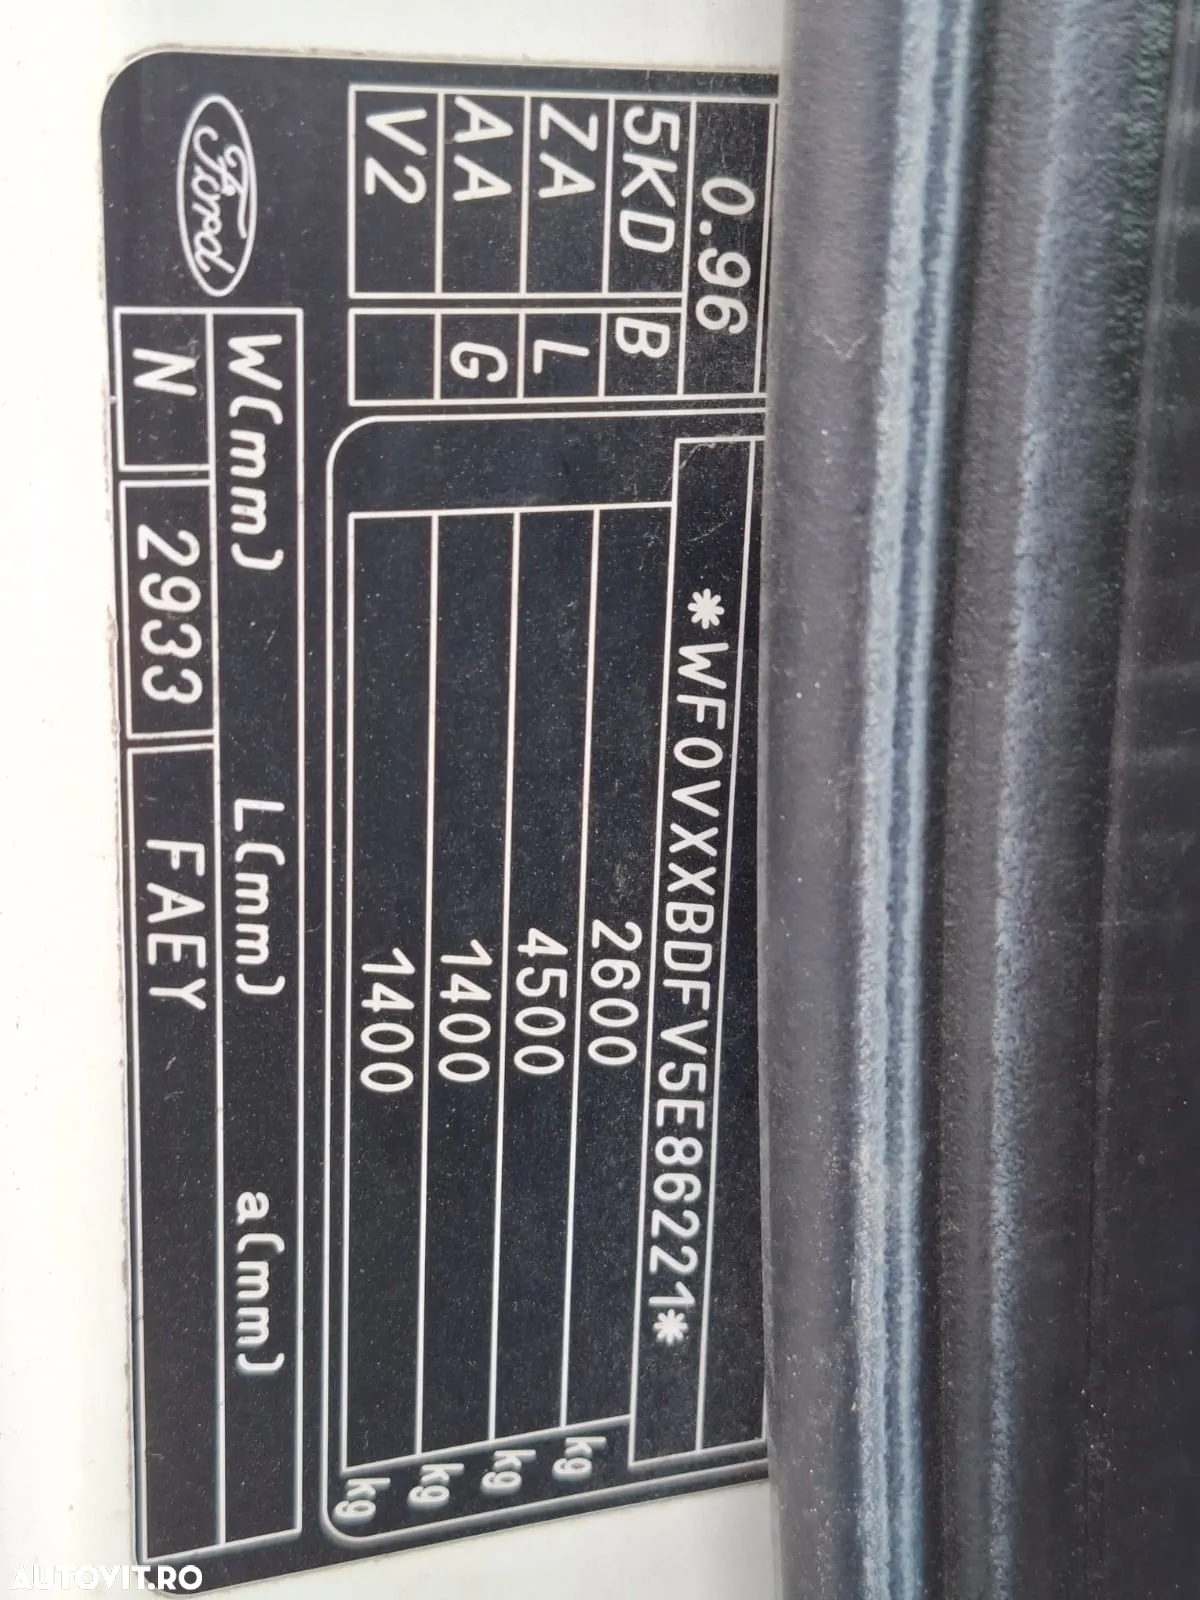 0.96 *WF0VXXBDFV5E86221*
5KD B 2600 kg
ZA L 4500 kg
AA G 1400 kg
V2 1400 kg
Ford W(mm) L(mm) a(mm)
N 2933 FAEY
AUTOVIT.RO